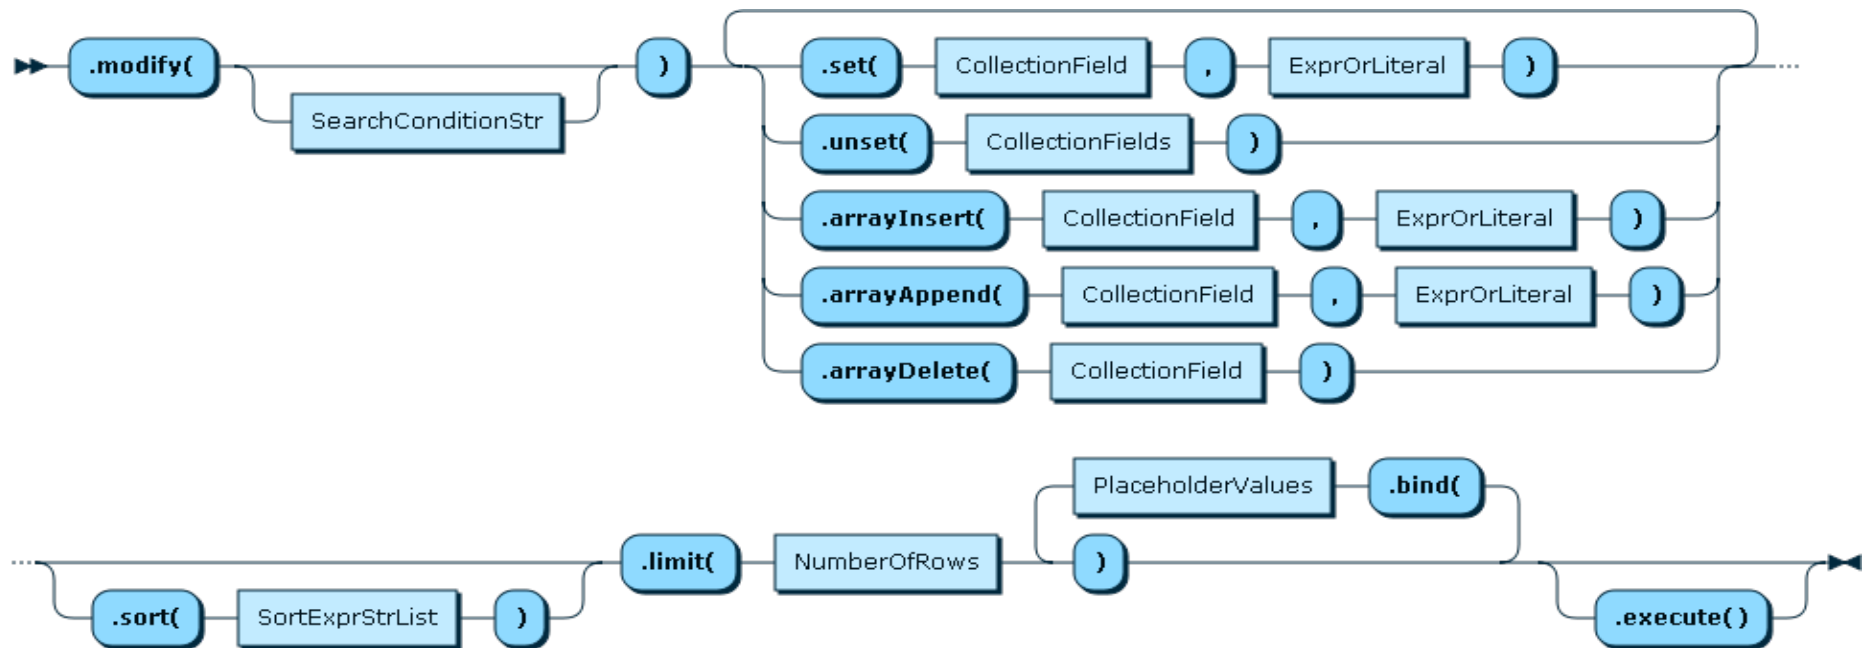 .modify( ) .set( CollectionField , ExprOrLiteral )
SearchConditionStr
.unset( CollectionFields )
.arrayInsert( CollectionField , ExprOrLiteral )
.arrayAppend( CollectionField , ExprOrLiteral )
.arrayDelete( CollectionField )
PlaceholderValues .bind(
.limit( NumberOfRows )
.sort( SortExprStrList ) .execute()